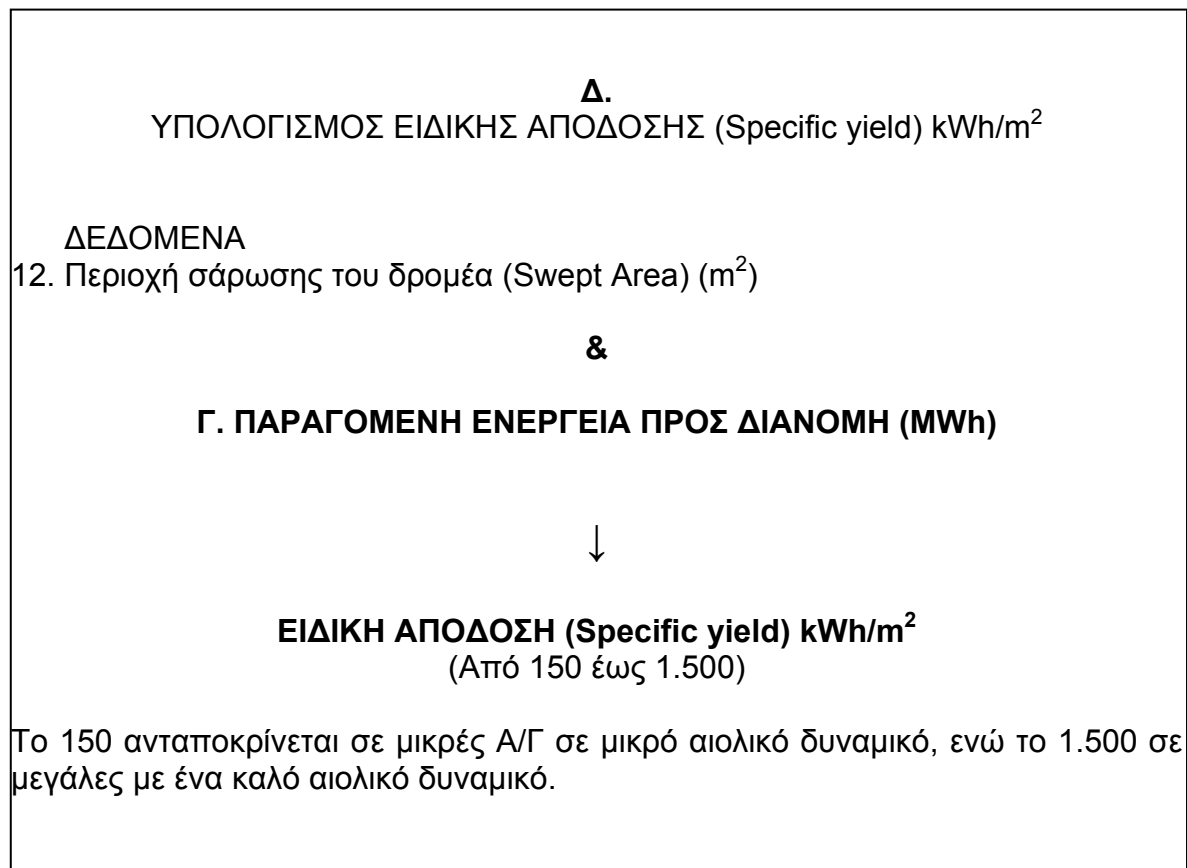 Δ.
ΥΠΟΛΟΓΙΣΜΟΣ ΕΙΔΙΚΗΣ ΑΠΟΔΟΣΗΣ (Specific yield) kWh/m²
ΔΕΔΟΜΕΝΑ
12. Περιοχή σάρωσης του δρομέα (Swept Area) (m²)
&
Γ. ΠΑΡΑΓΟΜΕΝΗ ΕΝΕΡΓΕΙΑ ΠΡΟΣ ΔΙΑΝΟΜΗ (MWh)
↓
ΕΙΔΙΚΗ ΑΠΟΔΟΣΗ (Specific yield) kWh/m²
(Από 150 έως 1.500)
Το 150 ανταποκρίνεται σε μικρές Α/Γ σε μικρό αιολικό δυναμικό, ενώ το 1.500 σε
μεγάλες με ένα καλό αιολικό δυναμικό.